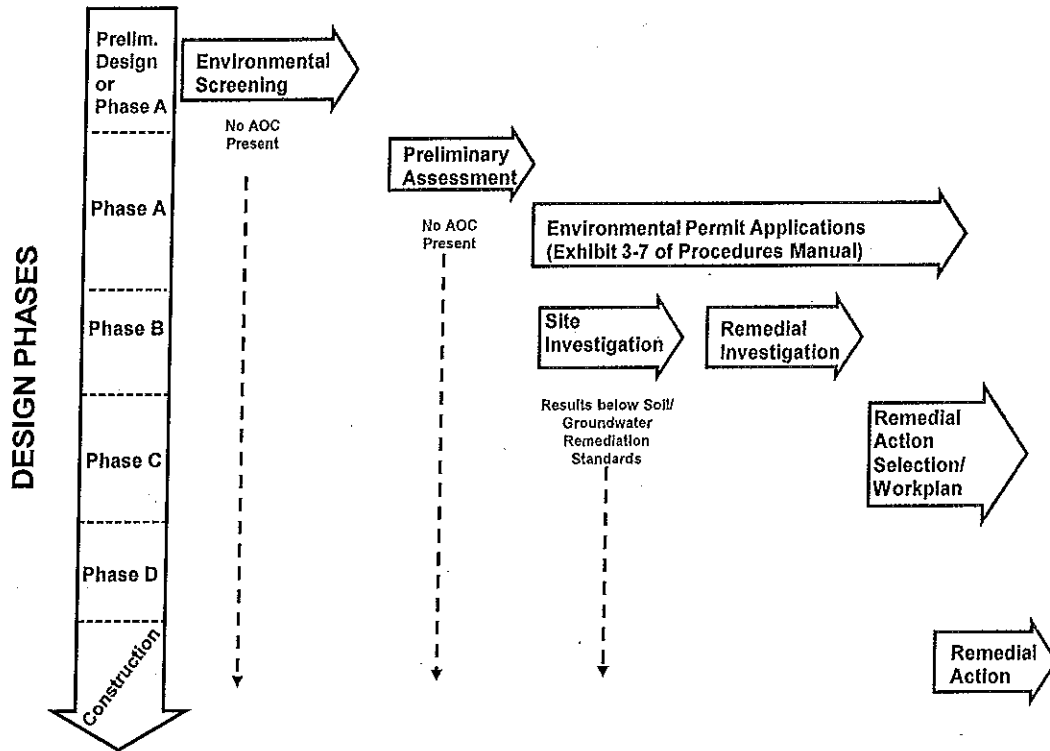 DESIGN PHASES
Prelim.
Design
or
Phase A
Phase A
Phase B
Phase C
Phase D
Construction
Environmental
Screening
No AOC
Present
Preliminary
Assessment
No AOC
Present
Environmental Permit Applications
(Exhibit 3-7 of Procedures Manual)
Site
Investigation
Results below Soil/
Groundwater
Remediation
Standards
Remedial
Investigation
Remedial
Action
Selection/
Workplan
Remedial
Action